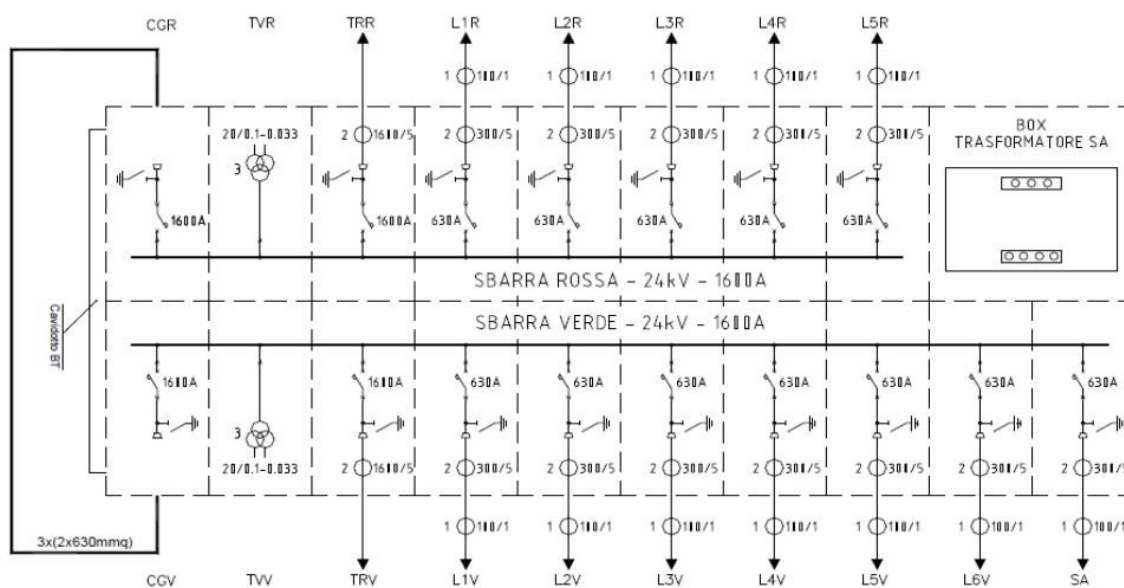 CGR TVR TRR L1R L2R L3R L4R L5R
1 100/1 1 100/1 1 100/1 1 100/1 1 100/1
20/0.1-0.033 2 1600/5 2 300/5 2 300/5 2 300/5 2 300/5 2 300/5
3
BOX
TRASFORMATORE SA
1600A 1600A 630A 630A 630A 630A 630A
SBARRA ROSSA - 24kV - 1600A
Cavidotto BT
SBARRA VERDE - 24kV - 1600A
1600A 1600A 630A 630A 630A 630A 630A 630A 630A
3
20/0.1-0.033 2 1600/5 2 300/5 2 300/5 2 300/5 2 300/5 2 300/5 2 300/5 2 300/5
1 100/1 1 100/1 1 100/1 1 100/1 1 100/1 1 100/1 1 100/1
3x(2x630mmq)
CGV TVV TRV L1V L2V L3V L4V L5V L6V SA